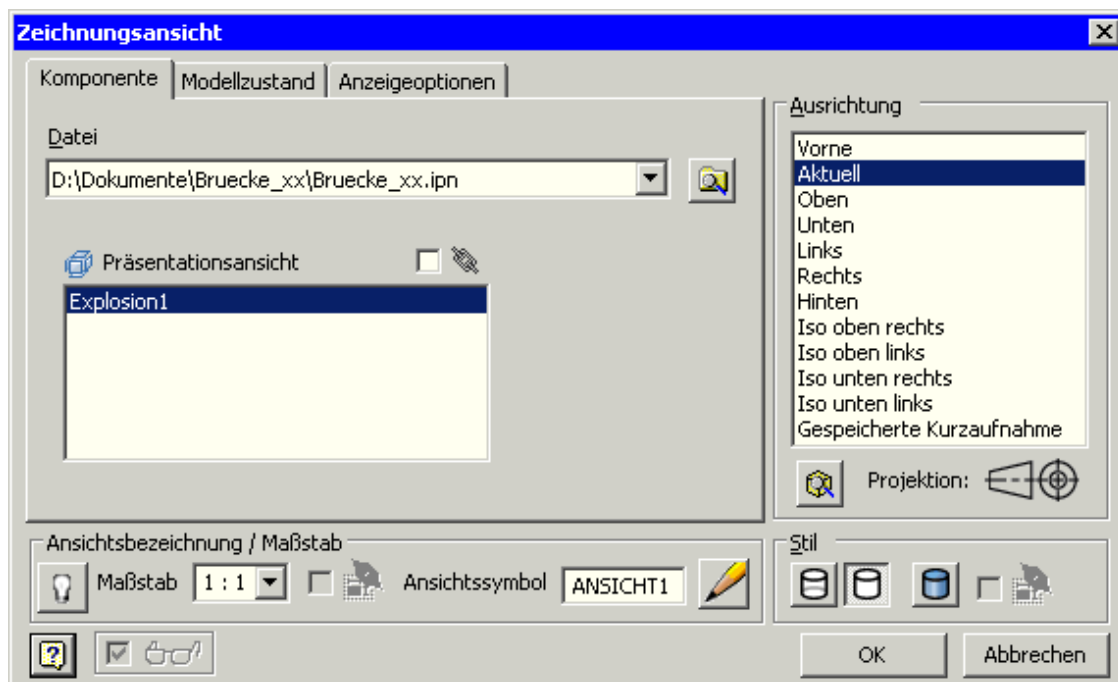 Zeichnungsansicht
Komponente Modellzustand Anzeigeoptionen
Datei
D:\Dokumente\Bruecke_xx\Bruecke_xx.ipn
Präsentationsansicht
Explosion1
Ausrichtung
Vorne
Aktuell
Oben
Unten
Links
Rechts
Hinten
Iso oben rechts
Iso oben links
Iso unten rechts
Iso unten links
Gespeicherte Kurzaufnahme
Projektion:
Ansichtsbezeichnung / Maßstab
Maßstab 1 : 1 Ansichtssymbol ANSICHT1
Stil
?
OK Abbrechen